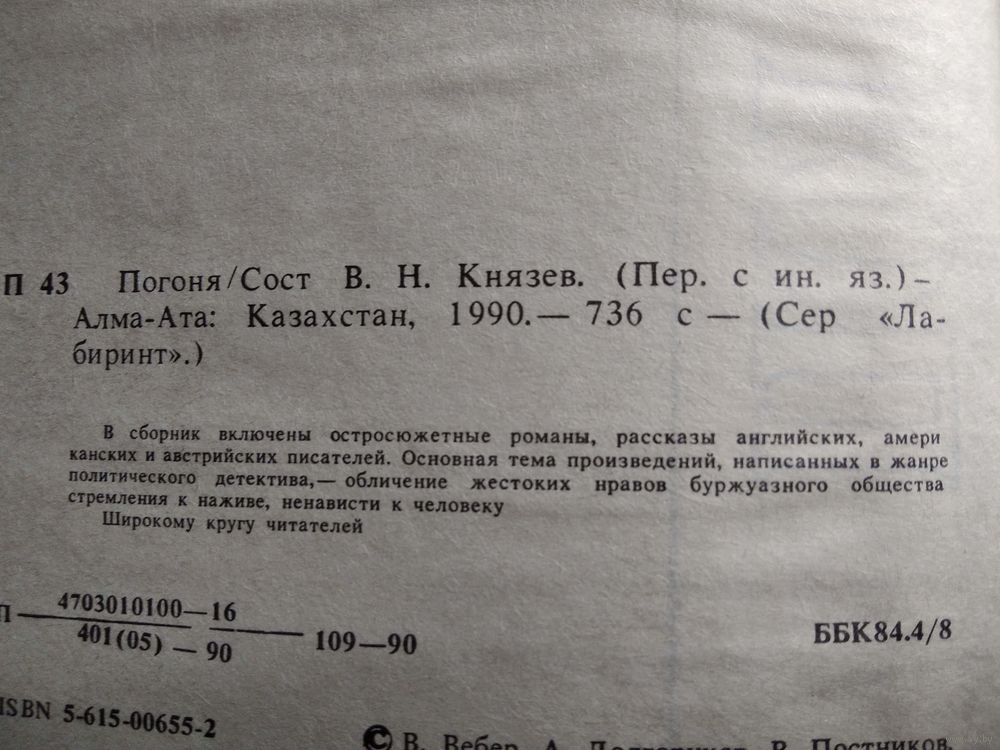 П 43 Погоня/Сост В. Н. Князев. (Пер. с ин. яз.)–
Алма-Ата: Казахстан, 1990.— 736 с — (Сер «Ла-
биринт».)
В сборник включены остросюжетные романы, рассказы английских, амери
канских и австрийских писателей. Основная тема произведений, написанных в жанре
политического детектива,— обличение жестоких нравов буржуазного общества
стремления к наживе, ненависти к человеку
Широкому кругу читателей
П 4703010100—16
401(05) — 90
— 109—90
ББК84.4/8
ISBN 5-615-00655-2
© В. Вебер, А. В. Постников,